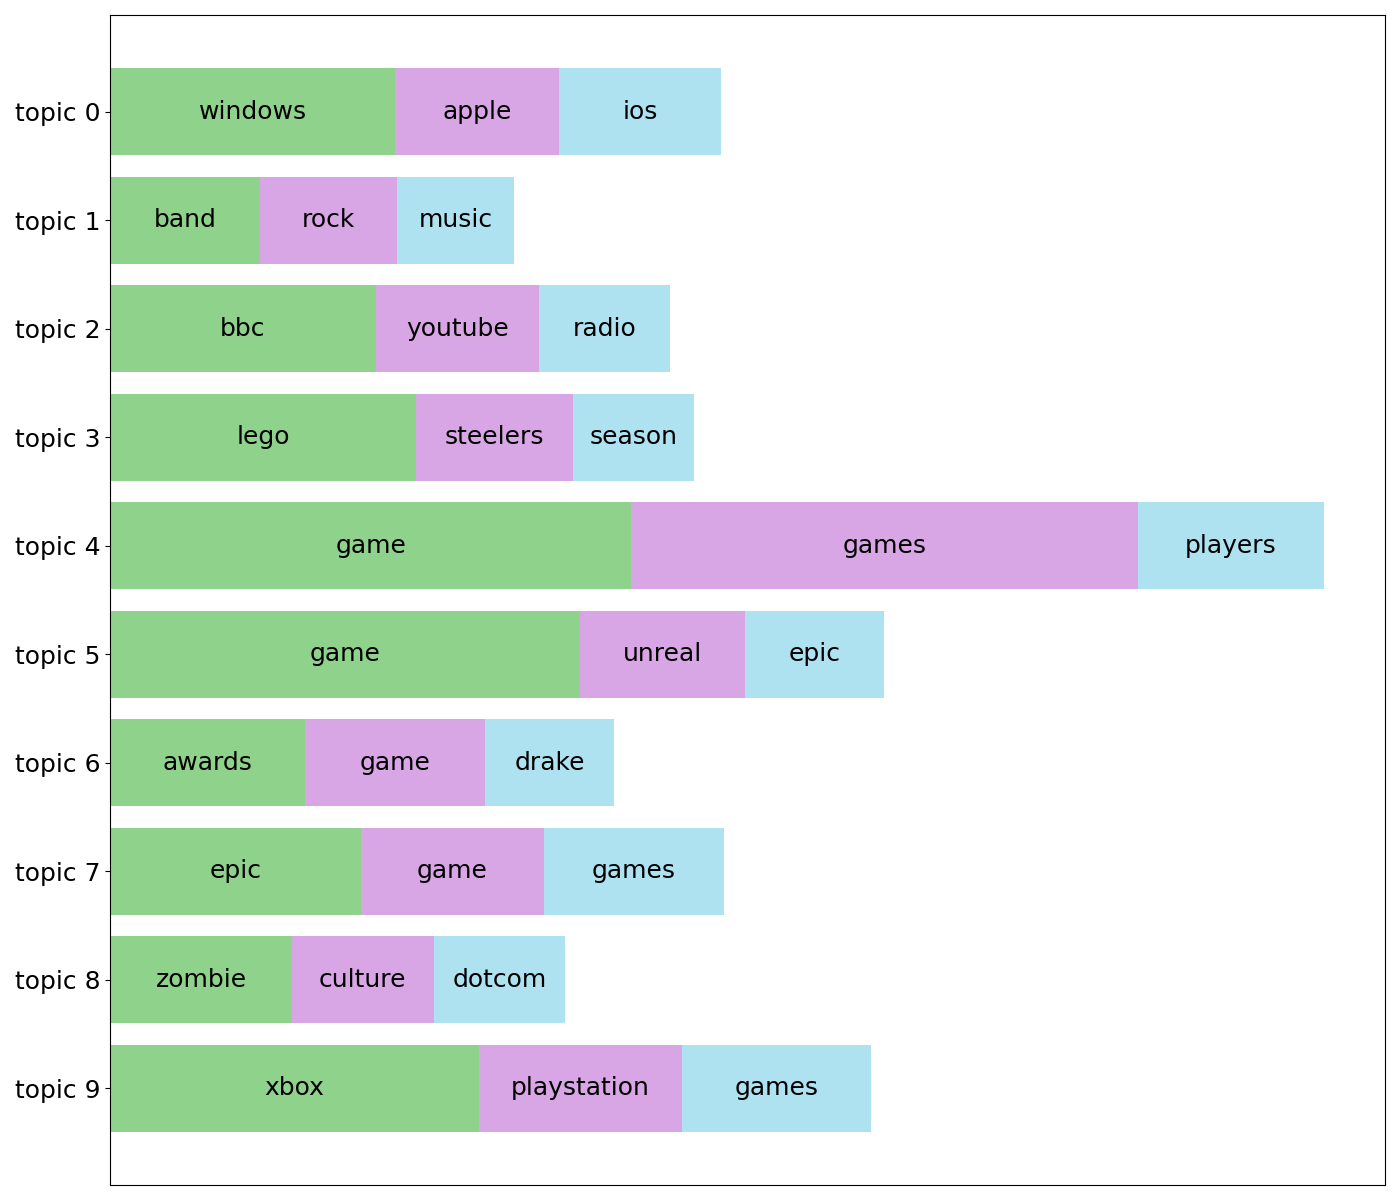 topic 0 windows apple ios
topic 1 band rock music
topic 2 bbc youtube radio
topic 3 lego steelers season
topic 4 game games players
topic 5 game unreal epic
topic 6 awards game drake
topic 7 epic game games
topic 8 zombie culture dotcom
topic 9 xbox playstation games